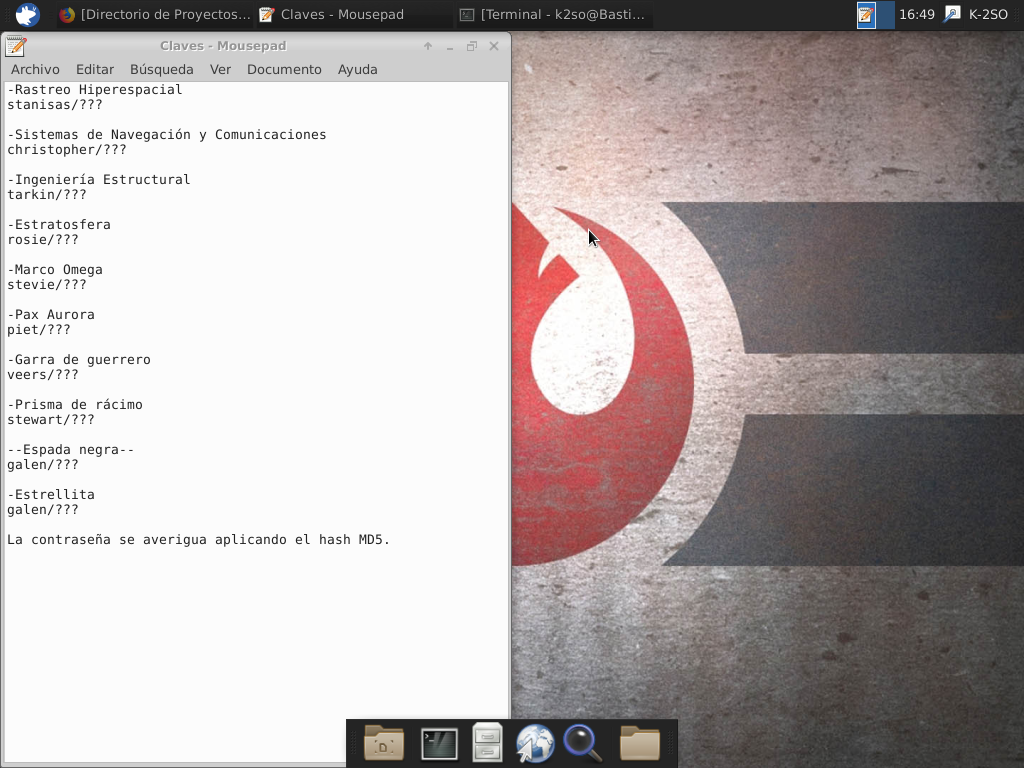 [Directorio de Proyectos...
Claves - Mousepad
[Terminal - k2so@Basti...
16:49
K-2SO
Claves - Mousepad
Archivo Editar Búsqueda Ver Documento Ayuda
-Rastreo Hiperespacial
stanisas/???
-Sistemas de Navegación y Comunicaciones
christopher/???
-Ingeniería Estructural
tarkin/???
-Estratosfera
rosie/???
-Marco Omega
stevie/???
-Pax Aurora
piet/???
-Garra de guerrero
veers/???
-Prisma de rácimo
stewart/???
--Espada negra--
galen/???
-Estrellita
galen/???
La contraseña se averigua aplicando el hash MD5.
D